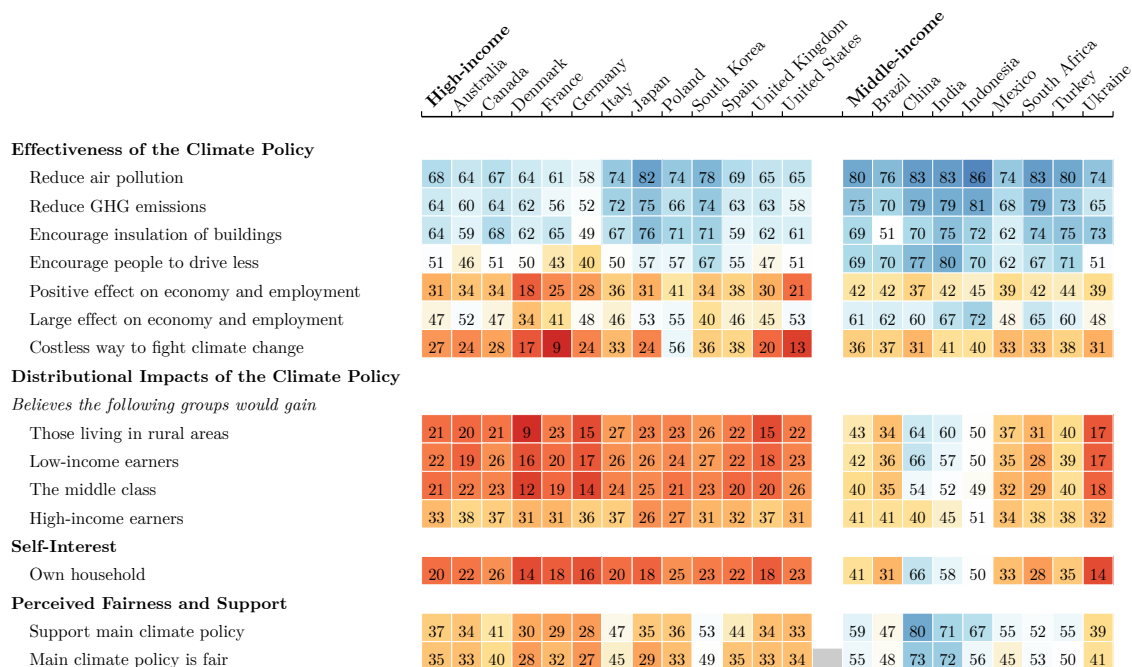 High-income Australia Canada Denmark France Germany Italy Japan Poland South Korea Spain United Kingdom United States Middle-income Brazil China India Indonesia Mexico South Africa Turkey Ukraine
Effectiveness of the Climate Policy
Reduce air pollution 68 64 67 64 61 58 74 82 74 78 69 65 65 80 76 83 83 86 74 83 80 74
Reduce GHG emissions 64 60 64 62 56 52 72 75 66 74 63 63 58 75 70 79 79 81 68 79 73 65
Encourage insulation of buildings 64 59 68 62 65 49 67 76 71 71 59 62 61 69 51 70 75 72 62 74 75 73
Encourage people to drive less 51 46 51 50 43 40 50 57 57 67 55 47 51 69 70 77 80 70 62 67 71 51
Positive effect on economy and employment 31 34 34 18 25 28 36 31 41 34 38 30 21 42 42 37 42 45 39 42 44 39
Large effect on economy and employment 47 52 47 34 41 48 46 53 55 40 46 45 53 61 62 60 67 72 48 65 60 48
Costless way to fight climate change 27 24 28 17 9 24 33 24 56 36 38 20 13 36 37 31 41 40 33 33 38 31
Distributional Impacts of the Climate Policy
Believes the following groups would gain
Those living in rural areas 21 20 21 9 23 15 27 23 23 26 22 15 22 43 34 64 60 50 37 31 40 17
Low-income earners 22 19 26 16 20 17 26 26 24 27 22 18 23 42 36 66 57 50 35 28 39 17
The middle class 21 22 23 12 19 14 24 25 21 23 20 20 26 40 35 54 52 49 32 29 40 18
High-income earners 33 38 37 31 31 36 37 26 27 31 32 37 31 41 41 40 45 51 34 38 38 32
Self-Interest
Own household 20 22 26 14 18 16 20 18 25 23 22 18 23 41 31 66 58 50 33 28 35 14
Perceived Fairness and Support
Support main climate policy 37 34 41 30 29 28 47 35 36 53 44 34 33 59 47 80 71 67 55 52 55 39
Main climate policy is fair 35 33 40 28 32 27 45 29 33 49 35 33 34 55 48 73 72 56 45 53 50 41